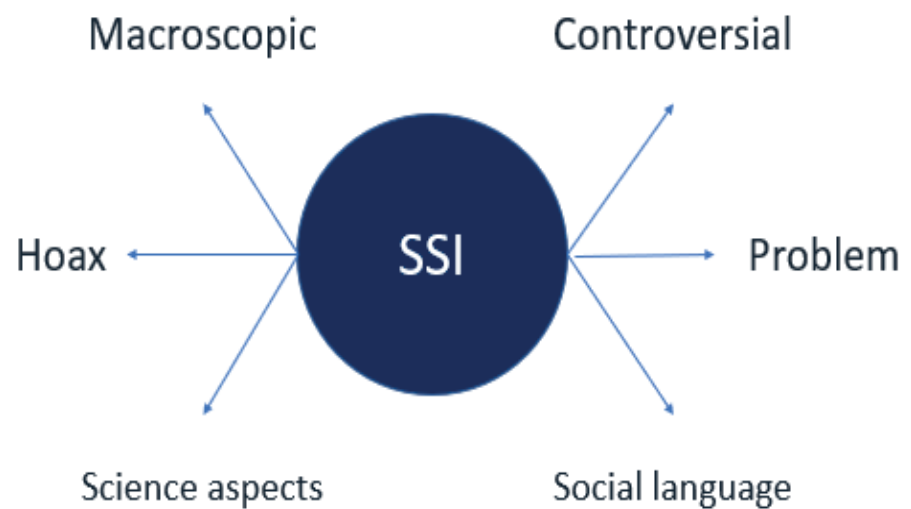 Macroscopic
Controversial
Hoax
SSI
Problem
Science aspects
Social language